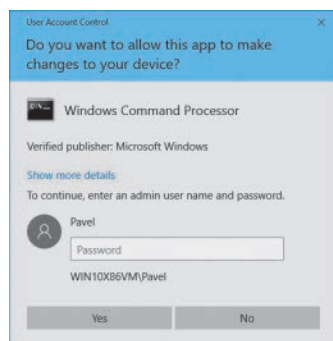 User Account Control
Do you want to allow this app to make
changes to your device?
Windows Command Processor
Verified publisher: Microsoft Windows
Show more details
To continue, enter an admin user name and password.
Pavel
Password
WIN10X86VM\Pavel
Yes No